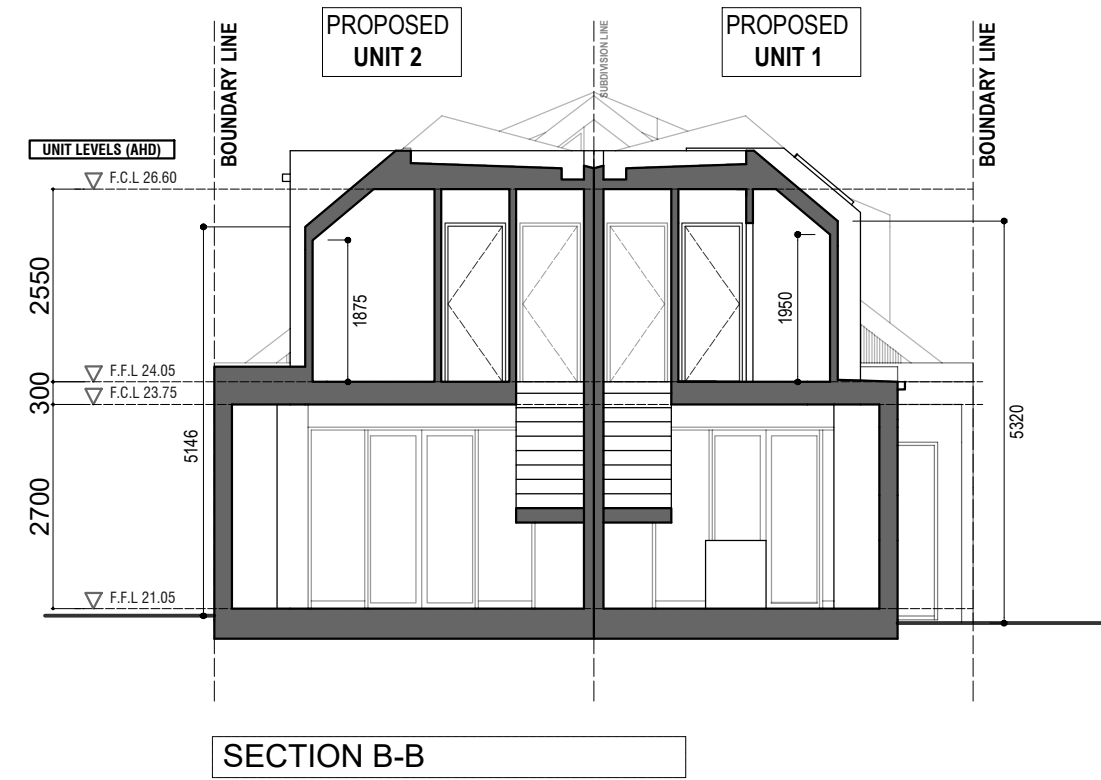 PROPOSED
UNIT 2
PROPOSED
UNIT 1
BOUNDARY LINE
SUBDIVISION LINE
BOUNDARY LINE
UNIT LEVELS (AHD)
F.C.L 26.60
2550
1875
1950
F.F.L 24.05
300
F.C.L 23.75
5146
5320
2700
F.F.L 21.05
SECTION B-B